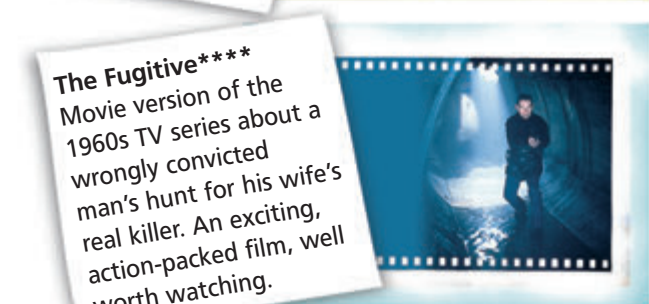 The Fugitive****
Movie version of the
1960s TV series about a
wrongly convicted
man's hunt for his wife's
real killer. An exciting,
action-packed film, well
worth watching.